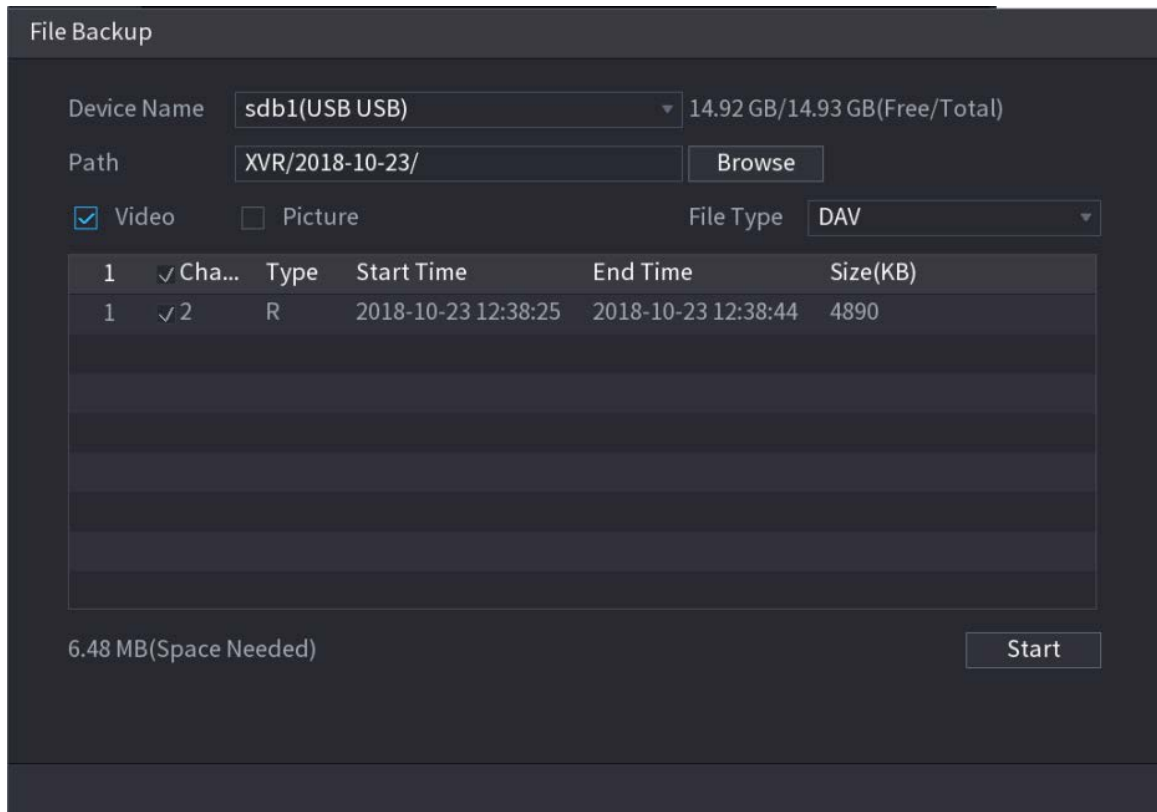 File Backup
Device Name sdb1(USB USB) 14.92 GB/14.93 GB(Free/Total)
Path XVR/2018-10-23/ Browse
Video Picture File Type DAV
1 Cha... Type Start Time End Time Size(KB)
1 2 R 2018-10-23 12:38:25 2018-10-23 12:38:44 4890
6.48 MB(Space Needed) Start